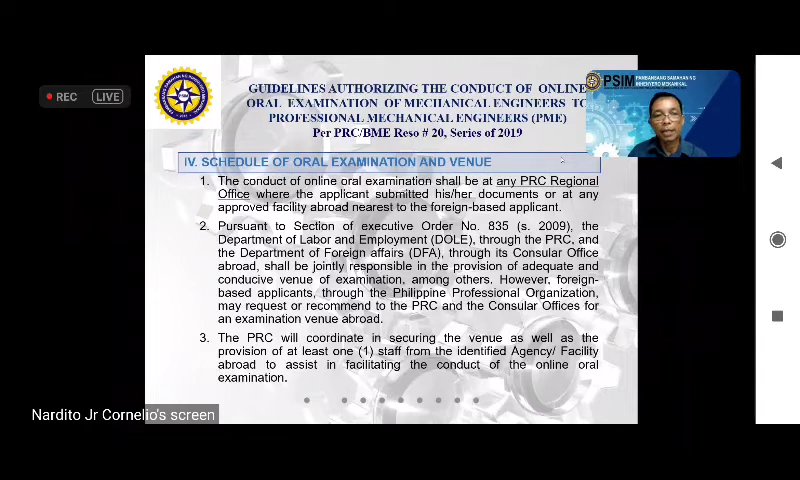 REC LIVE
GUIDELINES AUTHORIZING THE CONDUCT OF ONLINE
ORAL EXAMINATION OF MECHANICAL ENGINEERS TO
PROFESSIONAL MECHANICAL ENGINEERS (PME)
Per PRC/BME Reso # 20, Series of 2019
PSIM PAMBANSANG SAMAHAN NG
INHENYERO MEKANIKAL
IV. SCHEDULE OF ORAL EXAMINATION AND VENUE
1. The conduct of online oral examination shall be at any PRC Regional
Office where the applicant submitted his/her documents or at any
approved facility abroad nearest to the foreign-based applicant.
2. Pursuant to Section of executive Order No. 835 (s. 2009), the
Department of Labor and Employment (DOLE), through the PRC, and
the Department of Foreign affairs (DFA), through its Consular Office
abroad, shall be jointly responsible in the provision of adequate and
conducive venue of examination, among others. However, foreign-
based applicants, through the Philippine Professional Organization,
may request or recommend to the PRC and the Consular Offices for
an examination venue abroad.
3. The PRC will coordinate in securing the venue as well as the
provision of at least one (1) staff from the identified Agency/ Facility
abroad to assist in facilitating the conduct of the online oral
examination.
Nardito Jr Cornelio's screen